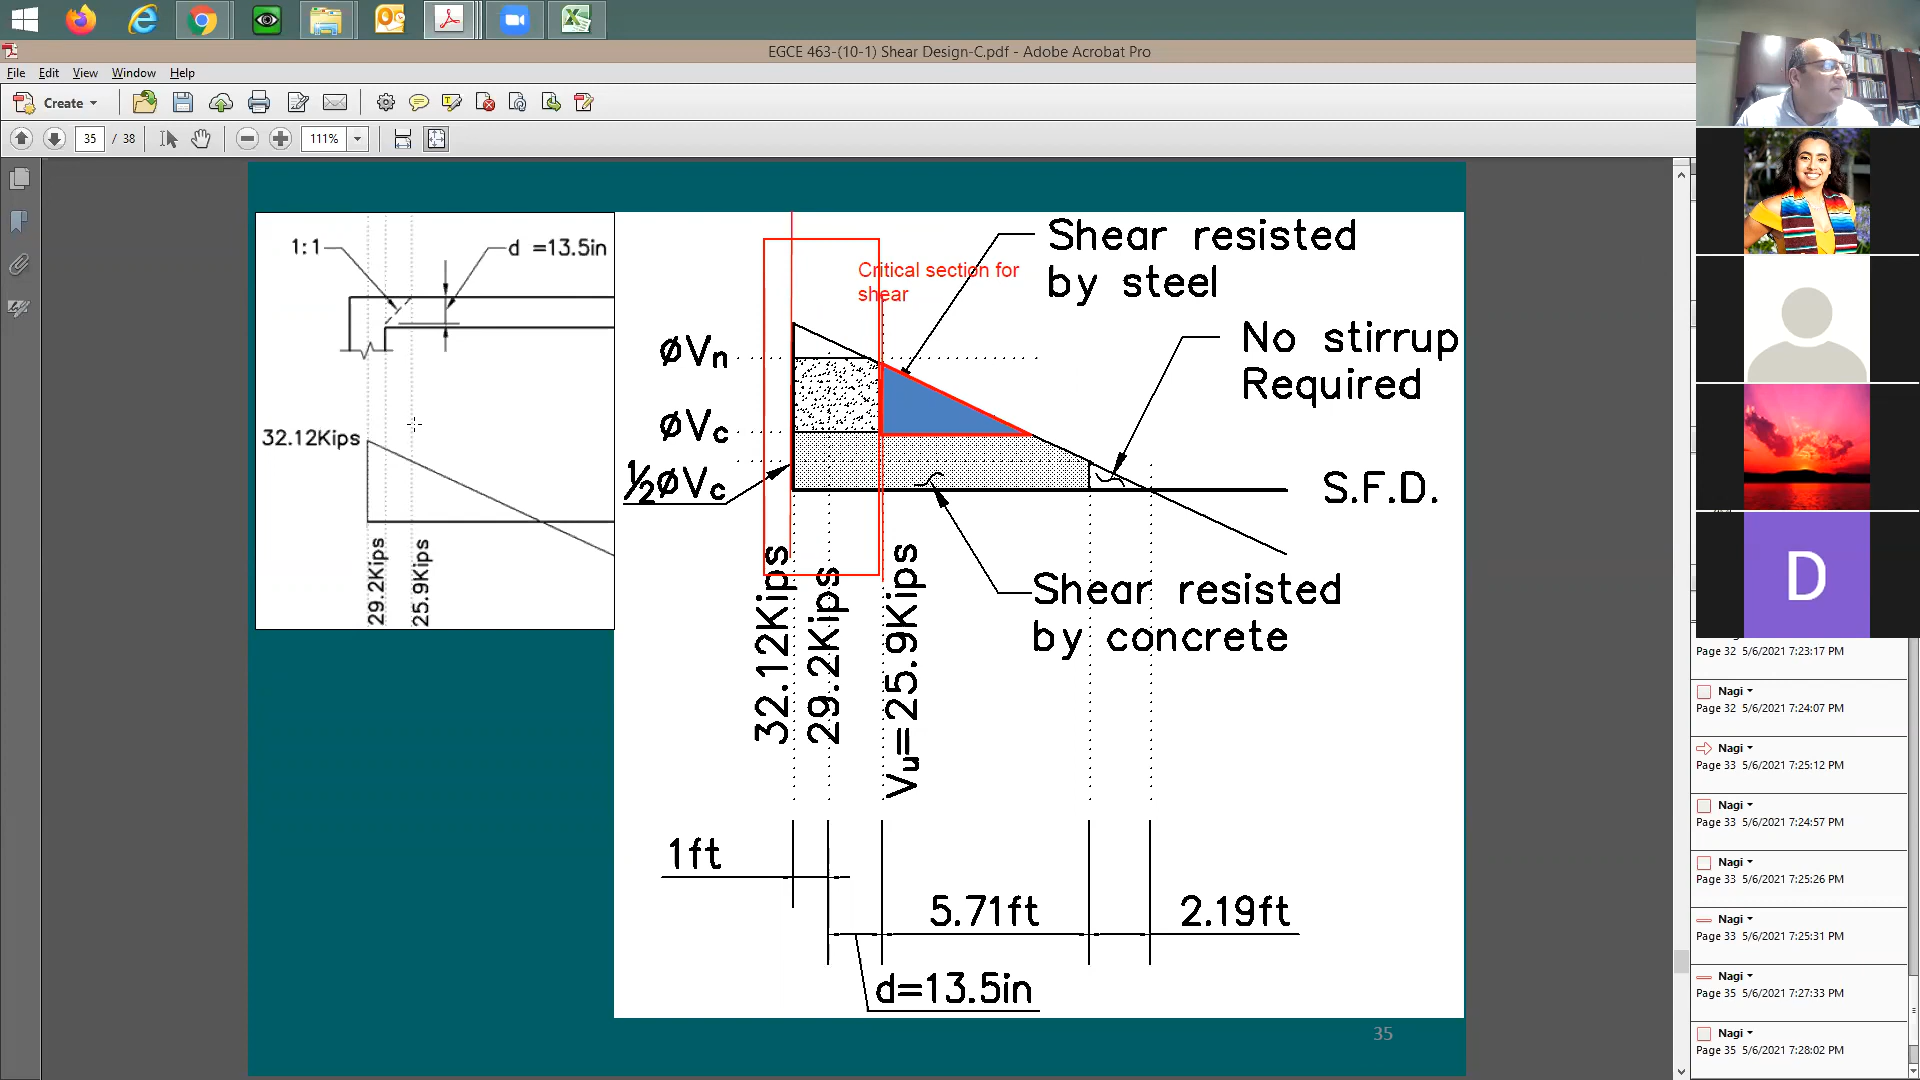 EGCE 463-(10-1) Shear Design-C.pdf - Adobe Acrobat Pro
File Edit View Window Help
Create
35 / 38 111%
1:1
d =13.5in
32.12Kips
29.2Kips
25.9Kips
Shear resisted
by steel
Critical section for
shear
No stirrup
Required
øVn
øVc
½øVc
S.F.D.
Shear resisted
by concrete
32.12Kips
29.2Kips
Vu=25.9Kips
1ft
5.71ft
2.19ft
d=13.5in
35
D
Page 32 5/6/2021 7:23:17 PM
Nagi
Page 32 5/6/2021 7:24:07 PM
Nagi
Page 33 5/6/2021 7:25:12 PM
Nagi
Page 33 5/6/2021 7:24:57 PM
Nagi
Page 33 5/6/2021 7:25:26 PM
Nagi
Page 33 5/6/2021 7:25:31 PM
Nagi
Page 35 5/6/2021 7:27:33 PM
Nagi
Page 35 5/6/2021 7:28:02 PM